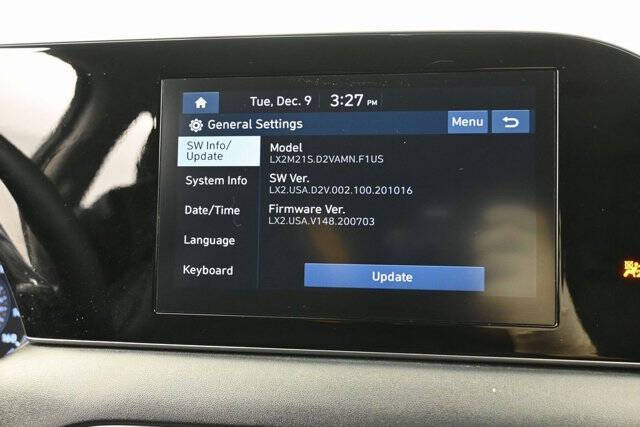 Tue, Dec. 9 3:27 PM
General Settings Menu
SW Info/
Update
System Info
Date/Time
Language
Keyboard
Model
LX2M21S.D2VAMN.F1US
SW Ver.
LX2.USA.D2V.002.100.201016
Firmware Ver.
LX2.USA.V148.200703
Update